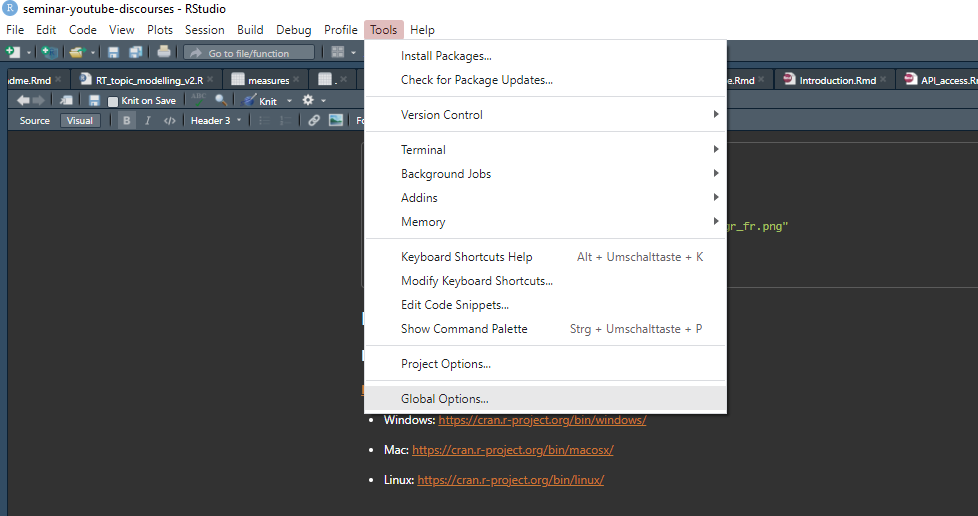 seminar-youtube-discourses - RStudio
File Edit Code View Plots Session Build Debug Profile Tools Help
Go to file/function
dme.Rmd RT_topic_modelling_v2.R measures e.Rmd Introduction.Rmd API_access.R
Knit on Save ABC Knit
Source Visual B I </> Header 3
Install Packages...
Check for Package Updates...
Version Control
Terminal
Background Jobs
Addins
Memory
gr_fr.png"
Keyboard Shortcuts Help Alt + Umschalttaste + K
Modify Keyboard Shortcuts...
Edit Code Snippets...
Show Command Palette Strg + Umschalttaste + P
Project Options...
Global Options...
Windows: https://cran.r-project.org/bin/windows/
Mac: https://cran.r-project.org/bin/macosx/
Linux: https://cran.r-project.org/bin/linux/